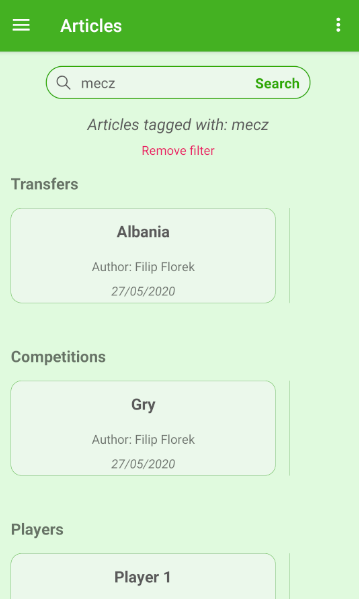 Articles
mecz
Search
Articles tagged with: mecz
Remove filter
Transfers
Albania
Author: Filip Florek
27/05/2020
Competitions
Gry
Author: Filip Florek
27/05/2020
Players
Player 1